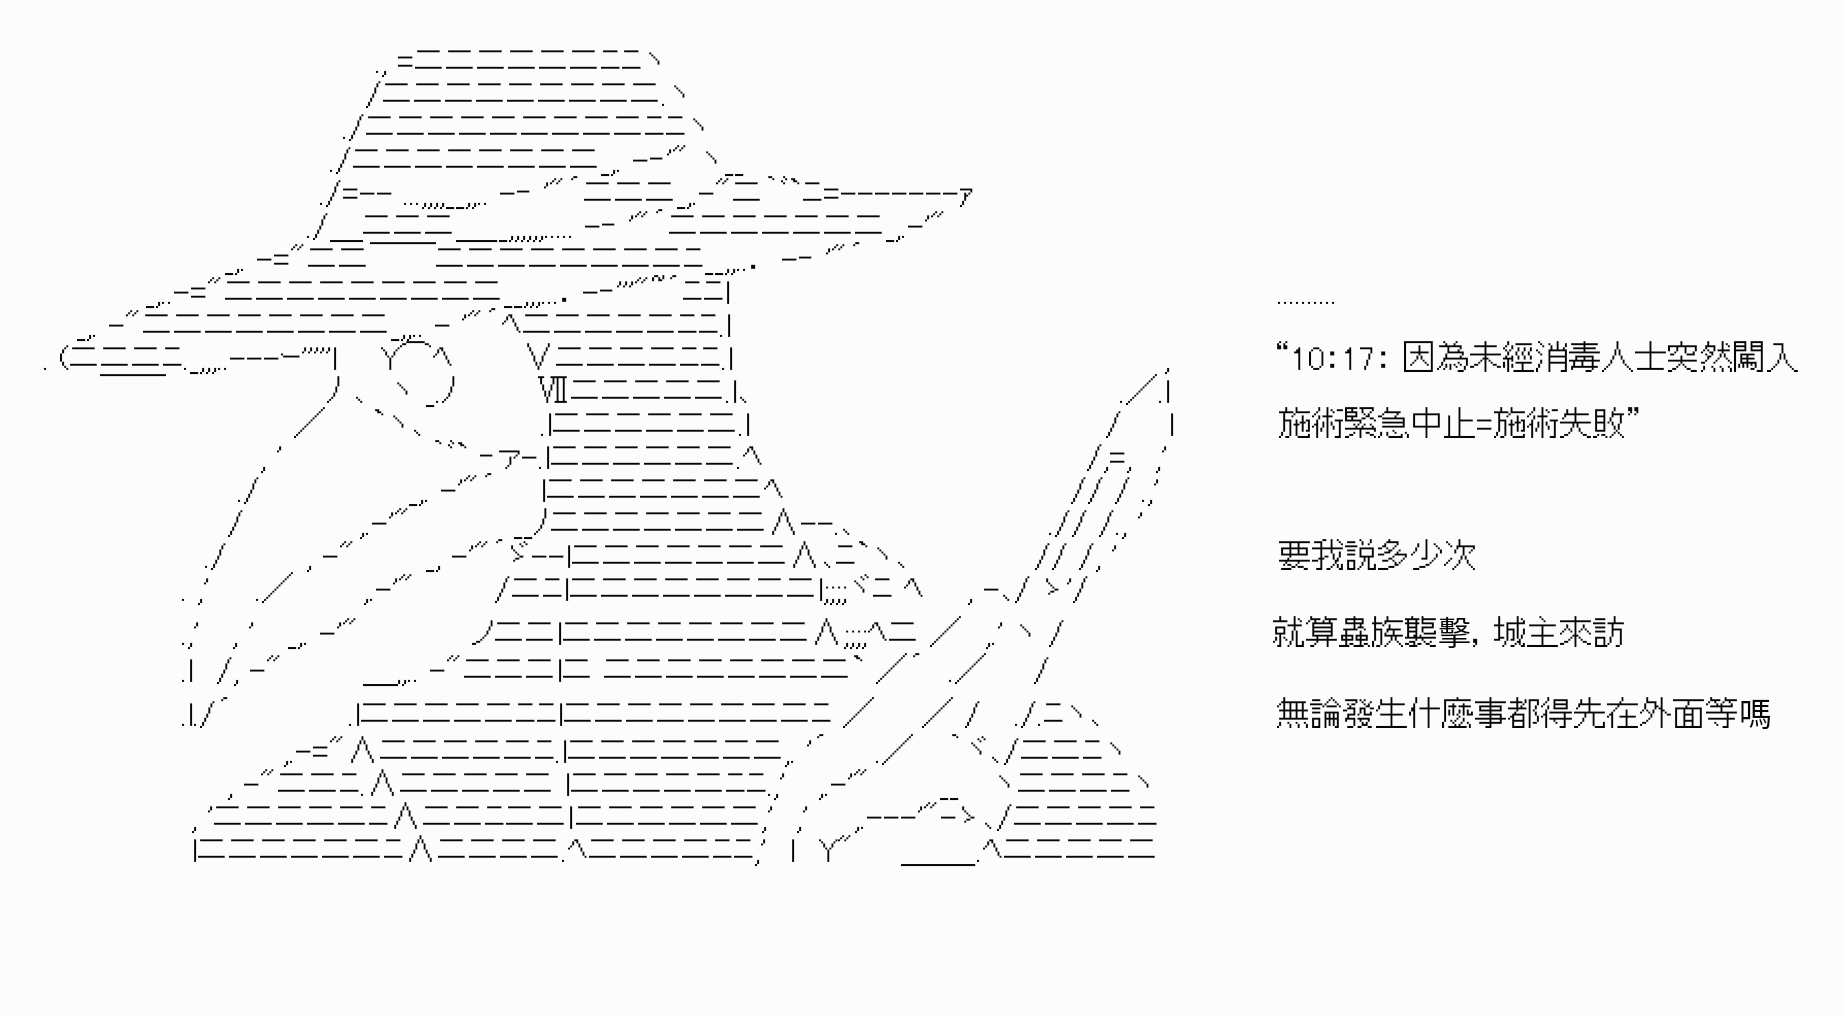 ..........
“10:17: 因為未經消毒人士突然闖入
施術緊急中止=施術失敗”
要我説多少次
就算蟲族襲擊, 城主來訪
無論發生什麼事都得先在外面等嗎